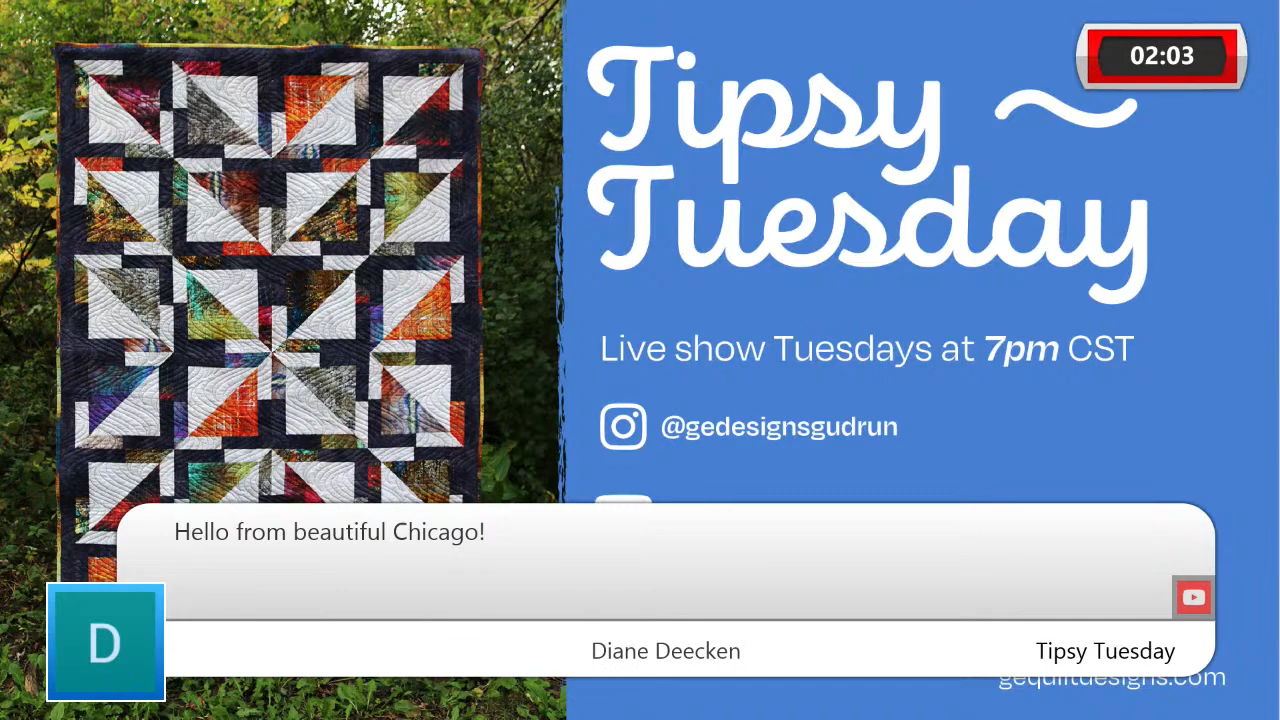 02:03
Tipsy ~
Tuesday
Live show Tuesdays at 7pm CST
@gedesignsgudrun
Hello from beautiful Chicago!
D
Diane Deecken
Tipsy Tuesday
gequiltdesigns.com